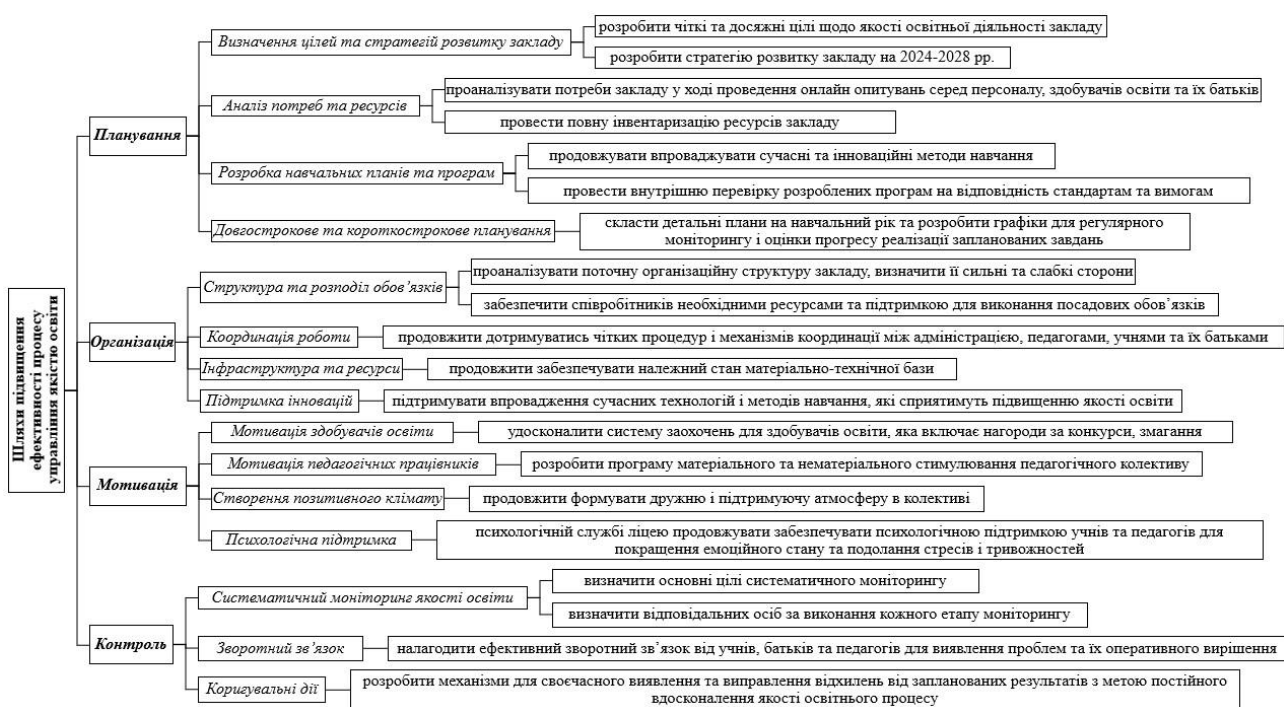 Шляхи підвищення
ефективності процесу
управління якістю освіти
Планування
Визначення цілей та стратегій розвитку закладу
розробити чіткі та досяжні цілі щодо якості освітньої діяльності закладу
розробити стратегію розвитку закладу на 2024-2028 рр.
Аналіз потреб та ресурсів
проаналізувати потреби закладу у ході проведення онлайн опитувань серед персоналу, здобувачів освіти та їх батьків
провести повну інвентаризацію ресурсів закладу
Розробка навчальних планів та програм
продовжувати впроваджувати сучасні та інноваційні методи навчання
провести внутрішню перевірку розроблених програм на відповідність стандартам та вимогам
Довгострокове та короткострокове планування
скласти детальні плани на навчальний рік та розробити графіки для регулярного
моніторингу і оцінки прогресу реалізації запланованих завдань
Організація
Структура та розподіл обов’язків
проаналізувати поточну організаційну структуру закладу, визначити її сильні та слабкі сторони
забезпечити співробітників необхідними ресурсами та підтримкою для виконання посадових обов’язків
Координація роботи
продовжити дотримуватись чітких процедур і механізмів координації між адміністрацією, педагогами, учнями та їх батьками
Інфраструктура та ресурси
продовжити забезпечувати належний стан матеріально-технічної бази
Підтримка інновацій
підтримувати впровадження сучасних технологій і методів навчання, які сприятимуть підвищенню якості освіти
Мотивація
Мотивація здобувачів освіти
удосконалити систему заохочень для здобувачів освіти, яка включає нагороди за конкурси, змагання
Мотивація педагогічних працівників
розробити програму матеріального та нематеріального стимулювання педагогічного колективу
Створення позитивного клімату
продовжити формувати дружню і підтримуючу атмосферу в колективі
Психологічна підтримка
психологічній службі ліцею продовжувати забезпечувати психологічною підтримкою учнів та педагогів для
покращення емоційного стану та подолання стресів і тривожностей
Контроль
Систематичний моніторинг якості освіти
визначити основні цілі систематичного моніторингу
визначити відповідальних осіб за виконання кожного етапу моніторингу
Зворотний зв’язок
налагодити ефективний зворотний зв’язок від учнів, батьків та педагогів для виявлення проблем та їх оперативного вирішення
Коригувальні дії
розробити механізми для своєчасного виявлення та виправлення відхилень від запланованих результатів з метою постійного
вдосконалення якості освітнього процесу